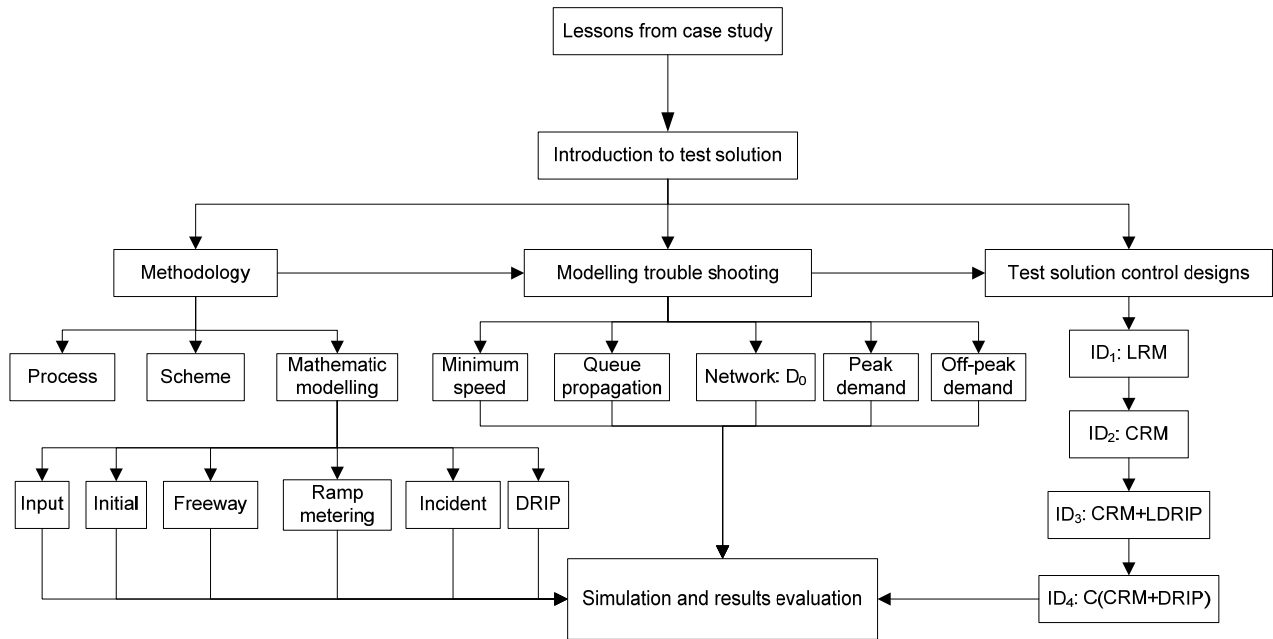 Lessons from case study
Introduction to test solution
Methodology
Modelling trouble shooting
Test solution control designs
Process
Scheme
Mathematic
modelling
Minimum
speed
Queue
propagation
Network: D₀
Peak
demand
Off-peak
demand
ID₁: LRM
ID₂: CRM
ID₃: CRM+LDRIP
ID₄: C(CRM+DRIP)
Input
Initial
Freeway
Ramp
metering
Incident
DRIP
Simulation and results evaluation